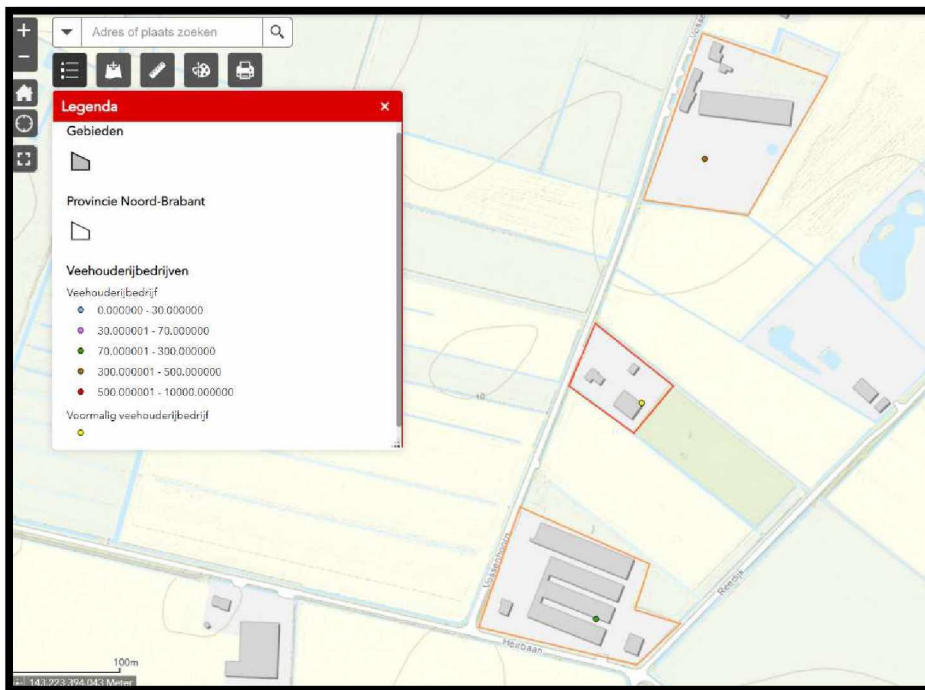 Adres of plaats zoeken
Legenda
Gebieden
Provincie Noord-Brabant
Veehouderijbedrijven
Veehouderijbedrijf
0.000000 - 30.000000
30.000001 - 70.000000
70.000001 - 300.000000
300.000001 - 500.000000
500.000001 - 10000.000000
Voormalig veehouderijbedrijf
Vossenhoorn
Heibaan
Reedijk
100m
143.223 394.043 Meter